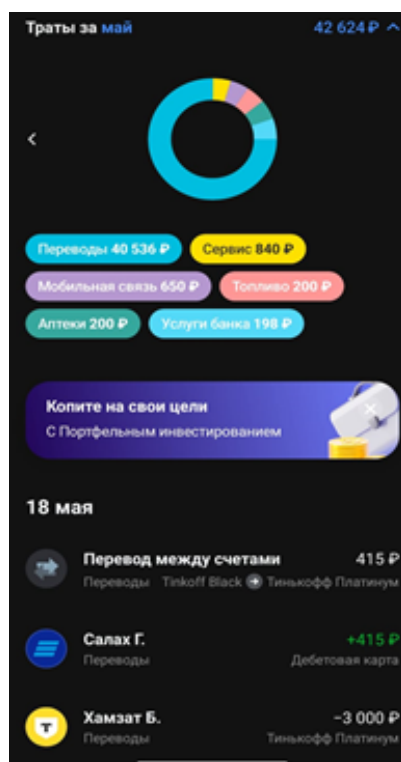 Траты за май 42 624 ₽
Переводы 40 536 ₽ Сервис 840 ₽
Мобильная связь 650 ₽ Топливо 200 ₽
Аптеки 200 ₽ Услуги банка 198 ₽
Копите на свои цели
С Портфельным инвестированием
18 мая
Перевод между счетами 415 ₽
Переводы Tinkoff Black Тинькофф Платинум
Салах Г. +415 ₽
Переводы Дебетовая карта
Хамзат Б. −3 000 ₽
Переводы Тинькофф Платинум